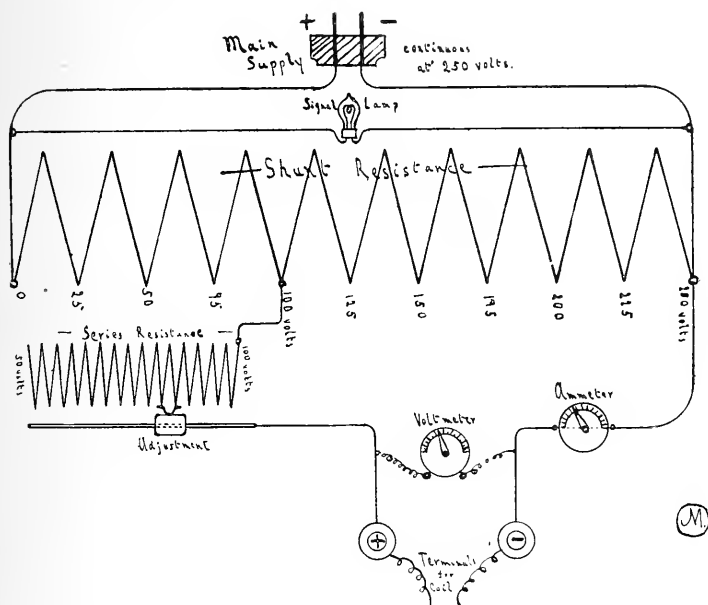 + −
Main Supply
continuous at 250 volts.
Signal Lamp
Shunt Resistance
0
25
50
75
100 volts
125
150
175
200
225
250 volts
Series Resistance
50 volts
100 volts
Adjustment
Voltmeter
Ammeter
+
−
Terminals
for
Coil
M.